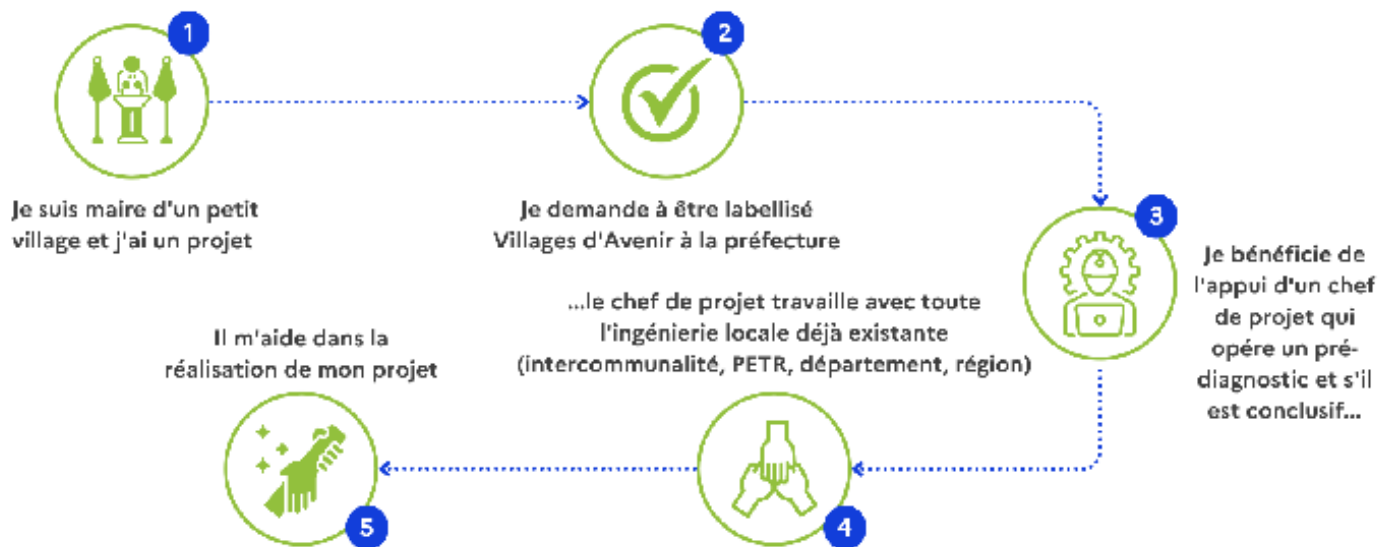 1
Je suis maire d'un petit
village et j'ai un projet
2
Je demande à être labellisé
Villages d'Avenir à la préfecture
3
Je bénéficie de
l'appui d'un chef
de projet qui
opére un pré-
diagnostic et s'il
est conclusif...
...le chef de projet travaille avec toute
l'ingénierie locale déjà existante
(intercommunalité, PETR, département, région)
4
Il m'aide dans la
réalisation de mon projet
5